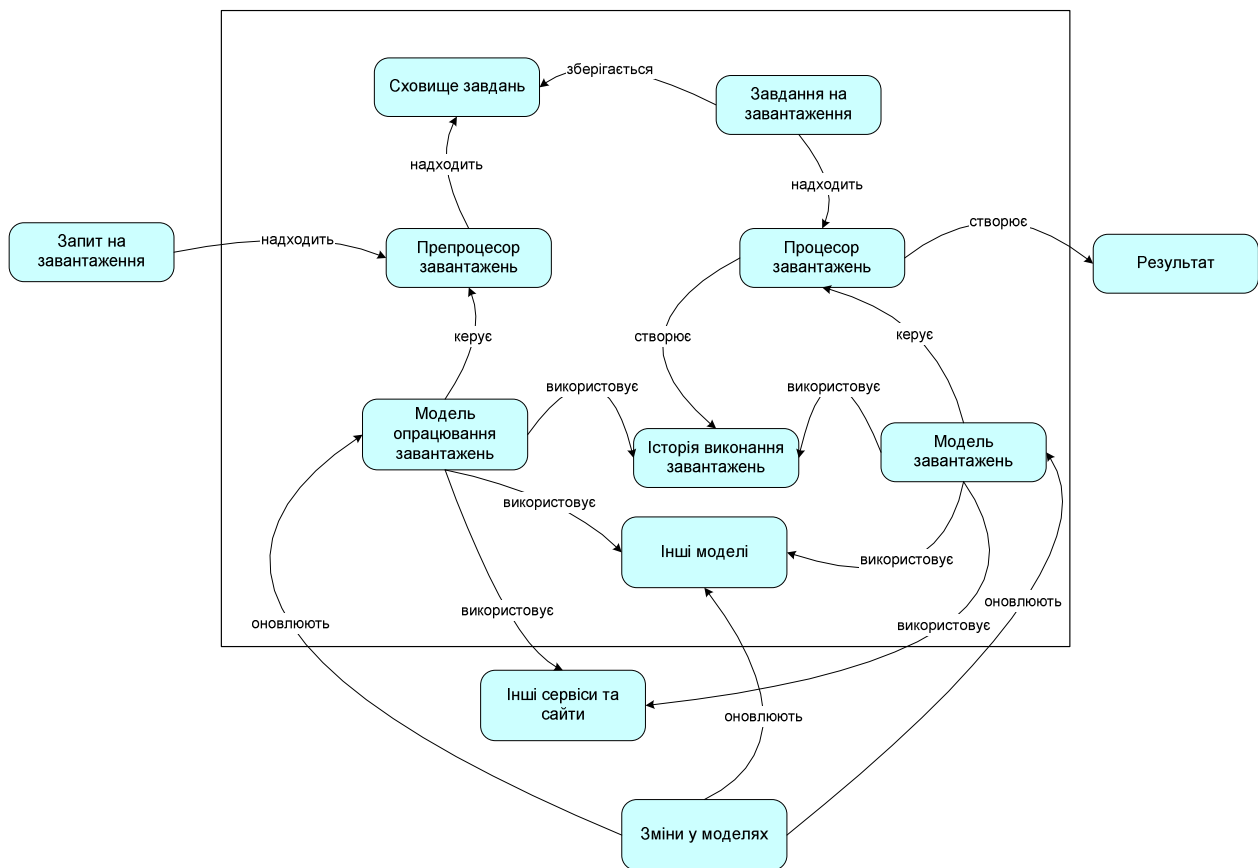 Сховище завдань
зберігається
Завдання на
завантаження
надходить
надходить
Запит на
завантаження
надходить
Препроцесор
завантажень
Процесор
завантажень
створює
Результат
керує
створює
керує
використовує
використовує
Модель
опрацювання
завантажень
Історія виконання
завантажень
Модель
завантажень
використовує
Інші моделі
використовує
оновлюють
використовує
оновлюють
використовує
Інші сервіси та
сайти
оновлюють
Зміни у моделях